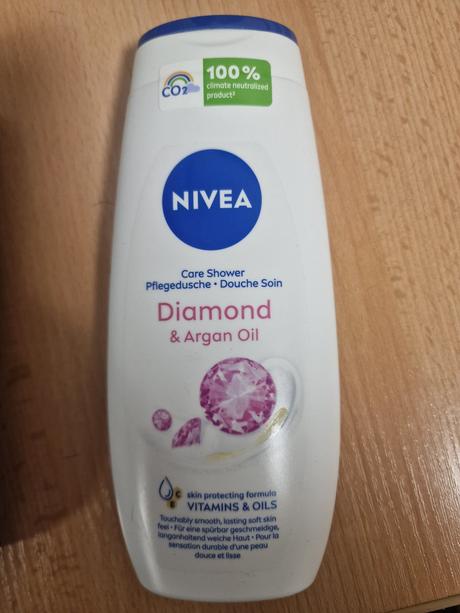 CO2
100%
climate neutralized
product²
NIVEA
Care Shower
Pflegedusche • Douche Soin
Diamond
& Argan Oil
C
E
skin protecting formula
VITAMINS & OILS
Touchably smooth, lasting soft skin
feel • Für eine spürbar geschmeidige,
langanhaltend weiche Haut • Pour la
sensation durable d'une peau
douce et lisse